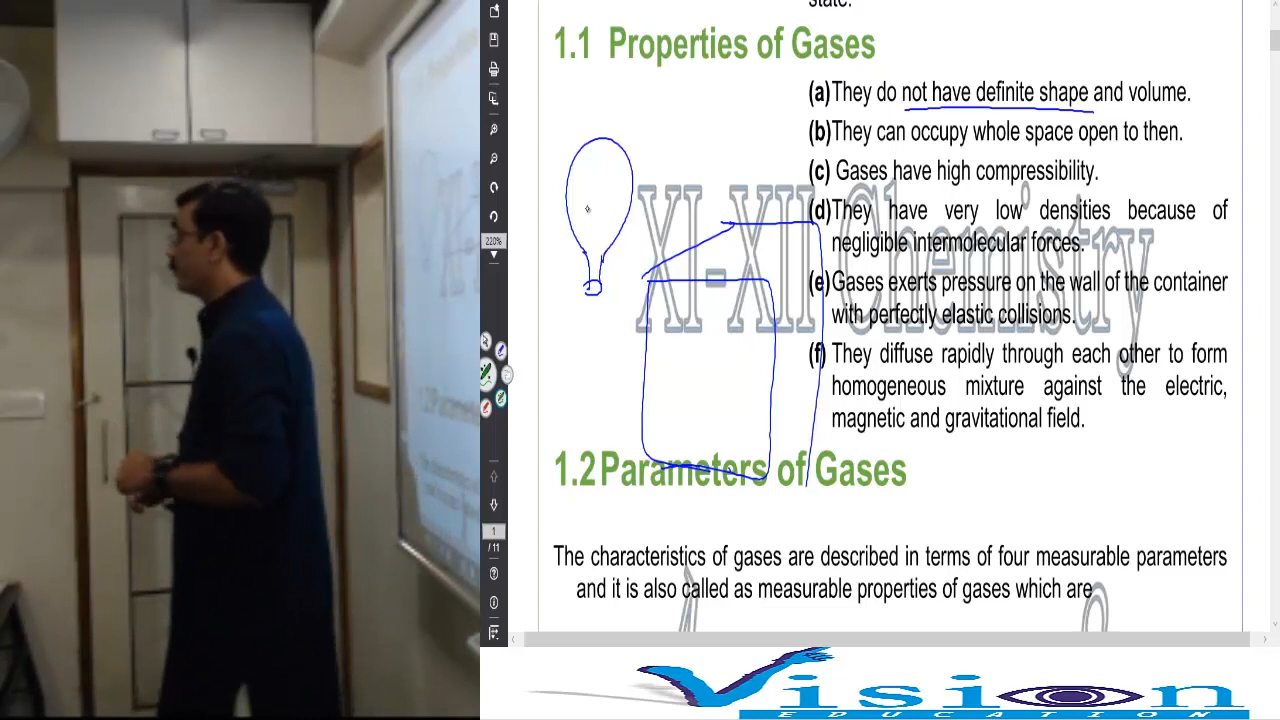 state.
1.1 Properties of Gases
(a)They do not have definite shape and volume.
(b)They can occupy whole space open to then.
(c) Gases have high compressibility.
(d)They have very low densities because of
negligible intermolecular forces.
(e)Gases exerts pressure on the wall of the container
with perfectly elastic collisions.
(f) They diffuse rapidly through each other to form
homogeneous mixture against the electric,
magnetic and gravitational field.
XI-XII Chemistry
1.2 Parameters of Gases
The characteristics of gases are described in terms of four measurable parameters
and it is also called as measurable properties of gases which are
220%
1
/ 11
Vision
EDUCATION